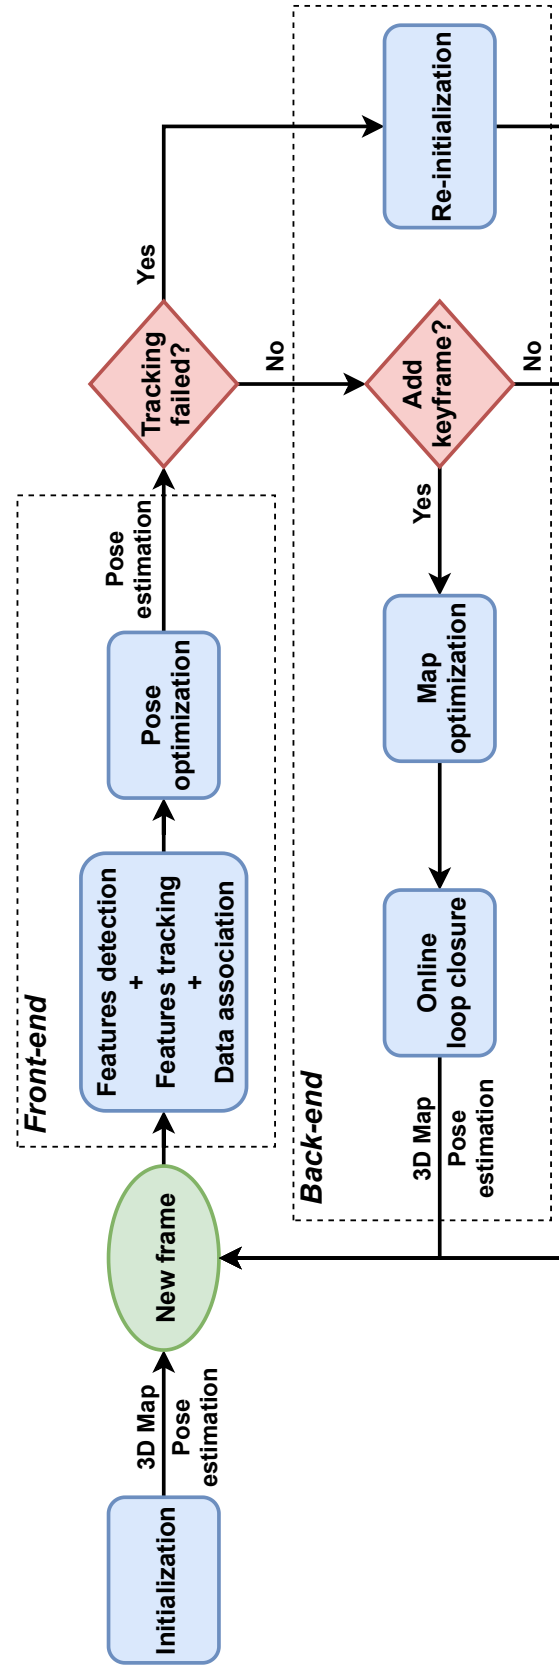 Initialization
3D Map
Pose
estimation
New frame
Front-end
Features detection
+
Features tracking
+
Data association
Pose
optimization
Pose
estimation
Tracking
failed?
Yes
No
Back-end
3D Map
Pose
estimation
Online
loop closure
Map
optimization
Yes
Add
keyframe?
No
Re-initialization